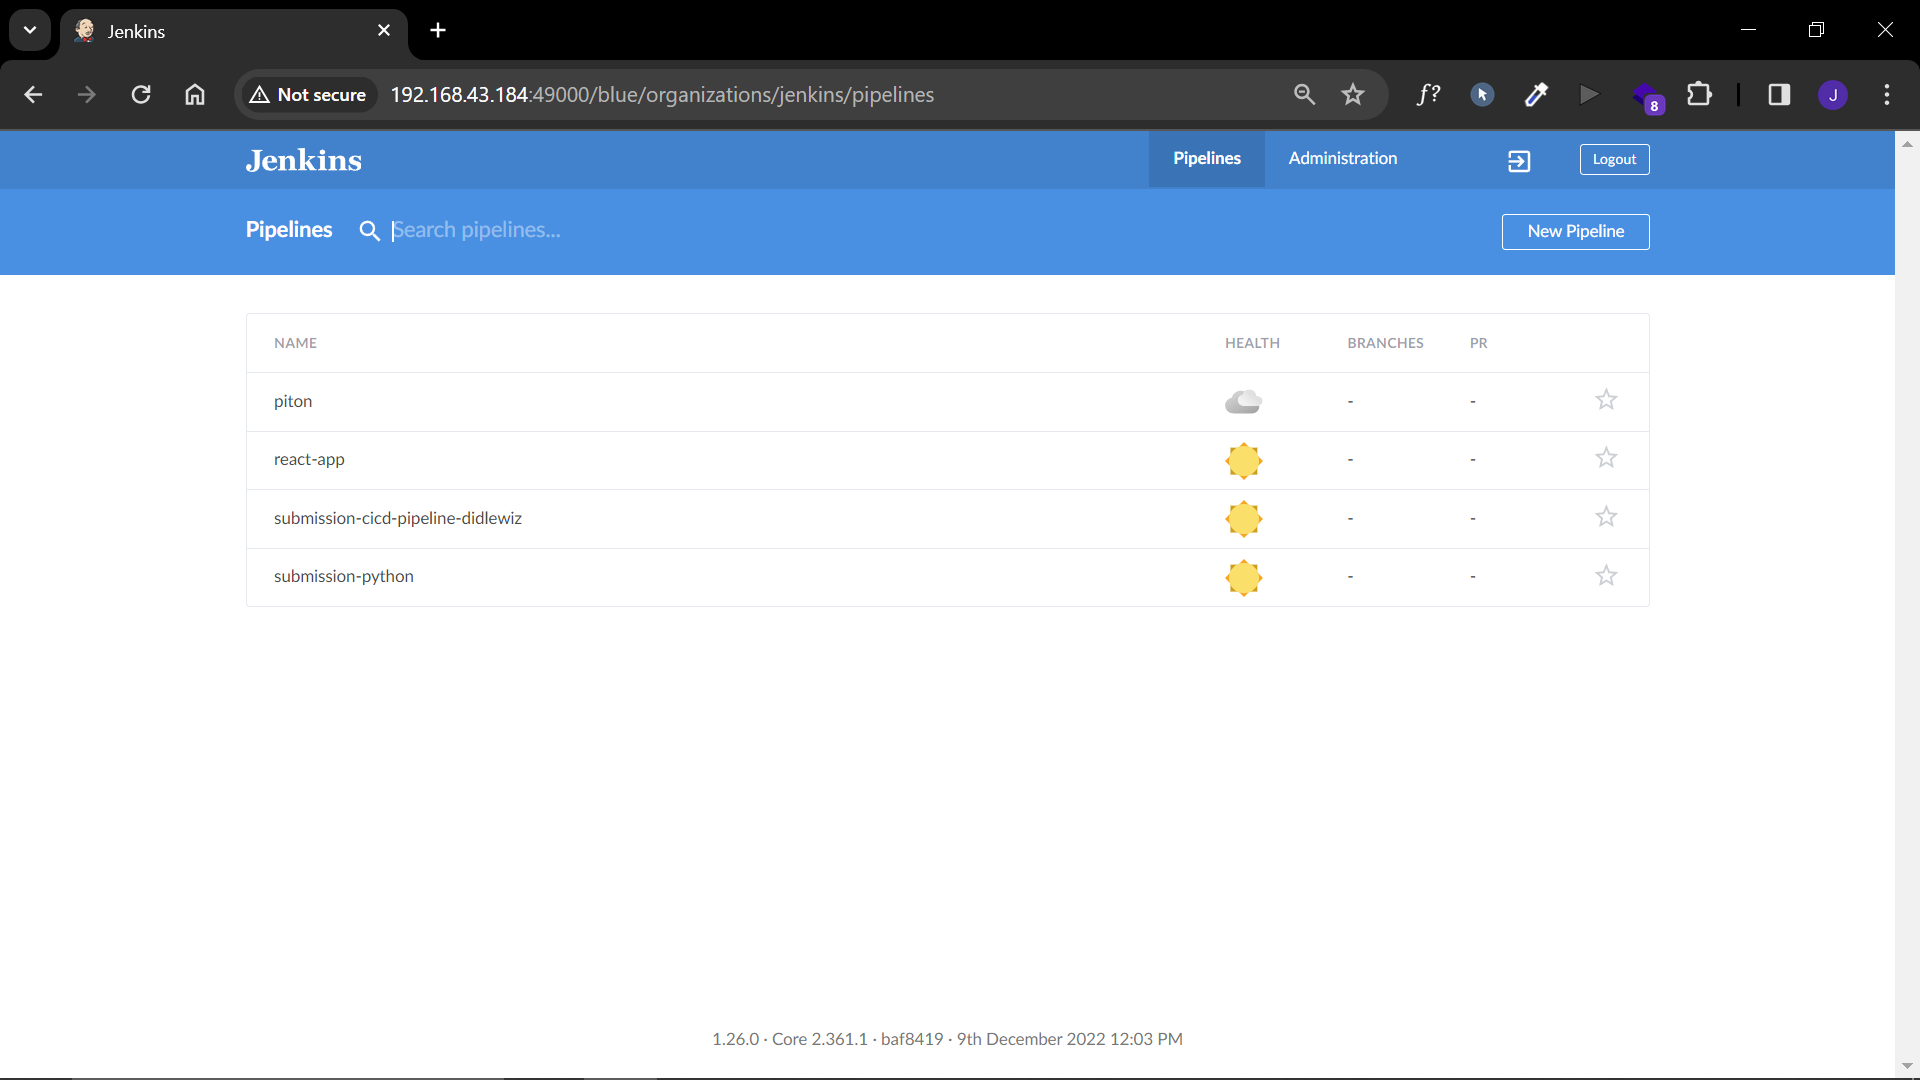 Jenkins
Not secure 192.168.43.184:49000/blue/organizations/jenkins/pipelines f? 8 J
Jenkins Pipelines Administration Logout
Pipelines Search pipelines... New Pipeline
NAME HEALTH BRANCHES PR
piton - -
react-app - -
submission-cicd-pipeline-didlewiz - -
submission-python - -
1.26.0 · Core 2.361.1 · baf8419 · 9th December 2022 12:03 PM